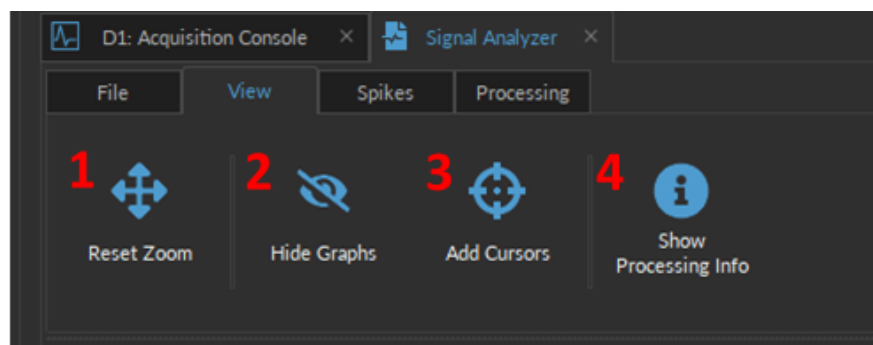 D1: Acquisition Console
Signal Analyzer
File
View
Spikes
Processing
1
2
3
4
Reset Zoom
Hide Graphs
Add Cursors
Show
Processing Info